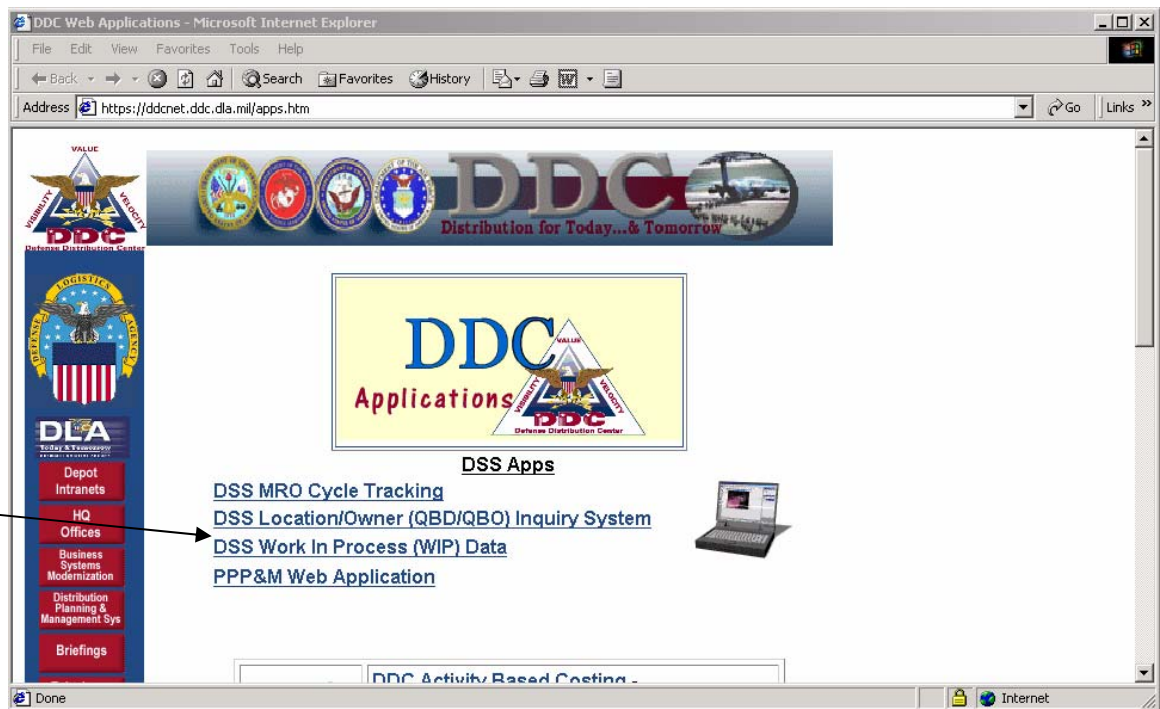 DDC Web Applications - Microsoft Internet Explorer
File Edit View Favorites Tools Help
Back Search Favorites History
Address https://ddcnet.ddc.dla.mil/apps.htm Go Links »
VALUE
VISIBILITY VELOCITY
DDC
Defense Distribution Center
DDC
Distribution for Today...& Tomorrow
DEFENSE LOGISTICS AGENCY
DLA
Today & Tomorrow
Depot
Intranets
HQ
Offices
Business
Systems
Modernization
Distribution
Planning &
Management Sys
Briefings
DDC
Applications
VALUE
VISIBILITY VELOCITY
DDC
Defense Distribution Center
DSS Apps
DSS MRO Cycle Tracking
DSS Location/Owner (QBD/QBO) Inquiry System
DSS Work In Process (WIP) Data
PPP&M Web Application
DDC Activity Based Costing -
Done Internet